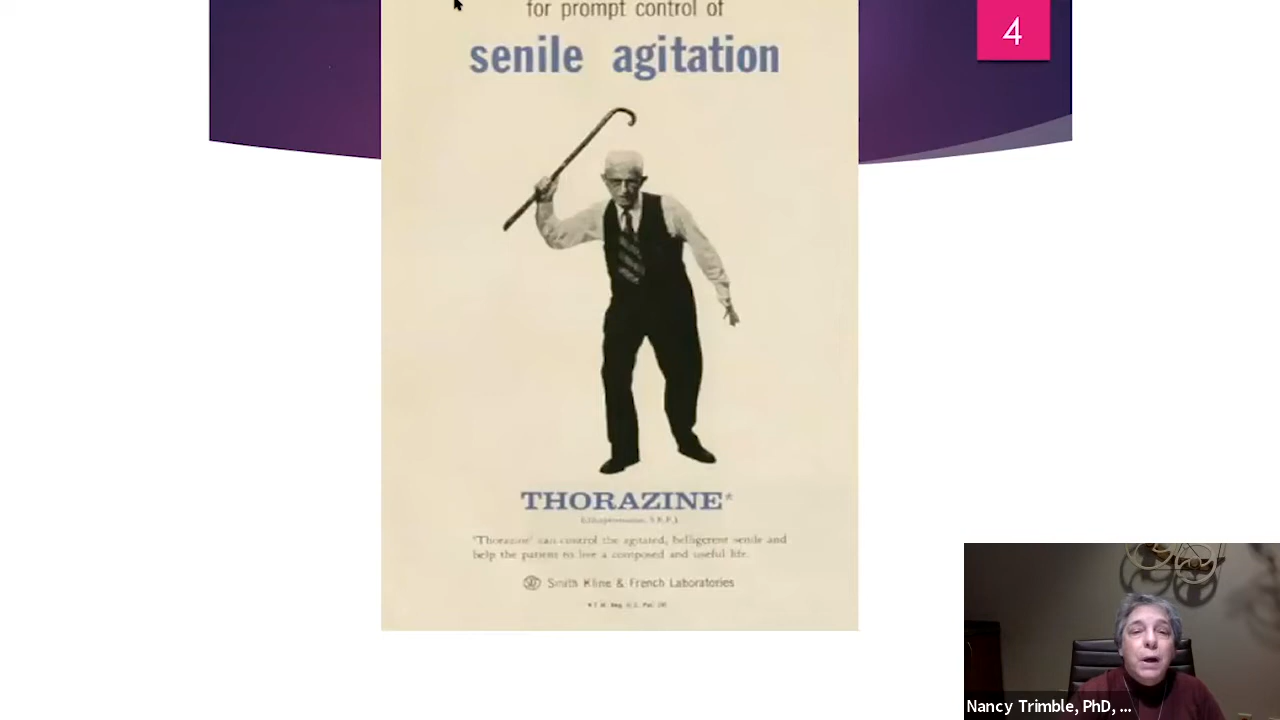 for prompt control of
4
senile agitation
THORAZINE*
'Thorazine' can control the agitated, belligerent senile and
help the patient to live a composed and useful life.
Smith Kline & French Laboratories
Nancy Trimble, PhD, ...